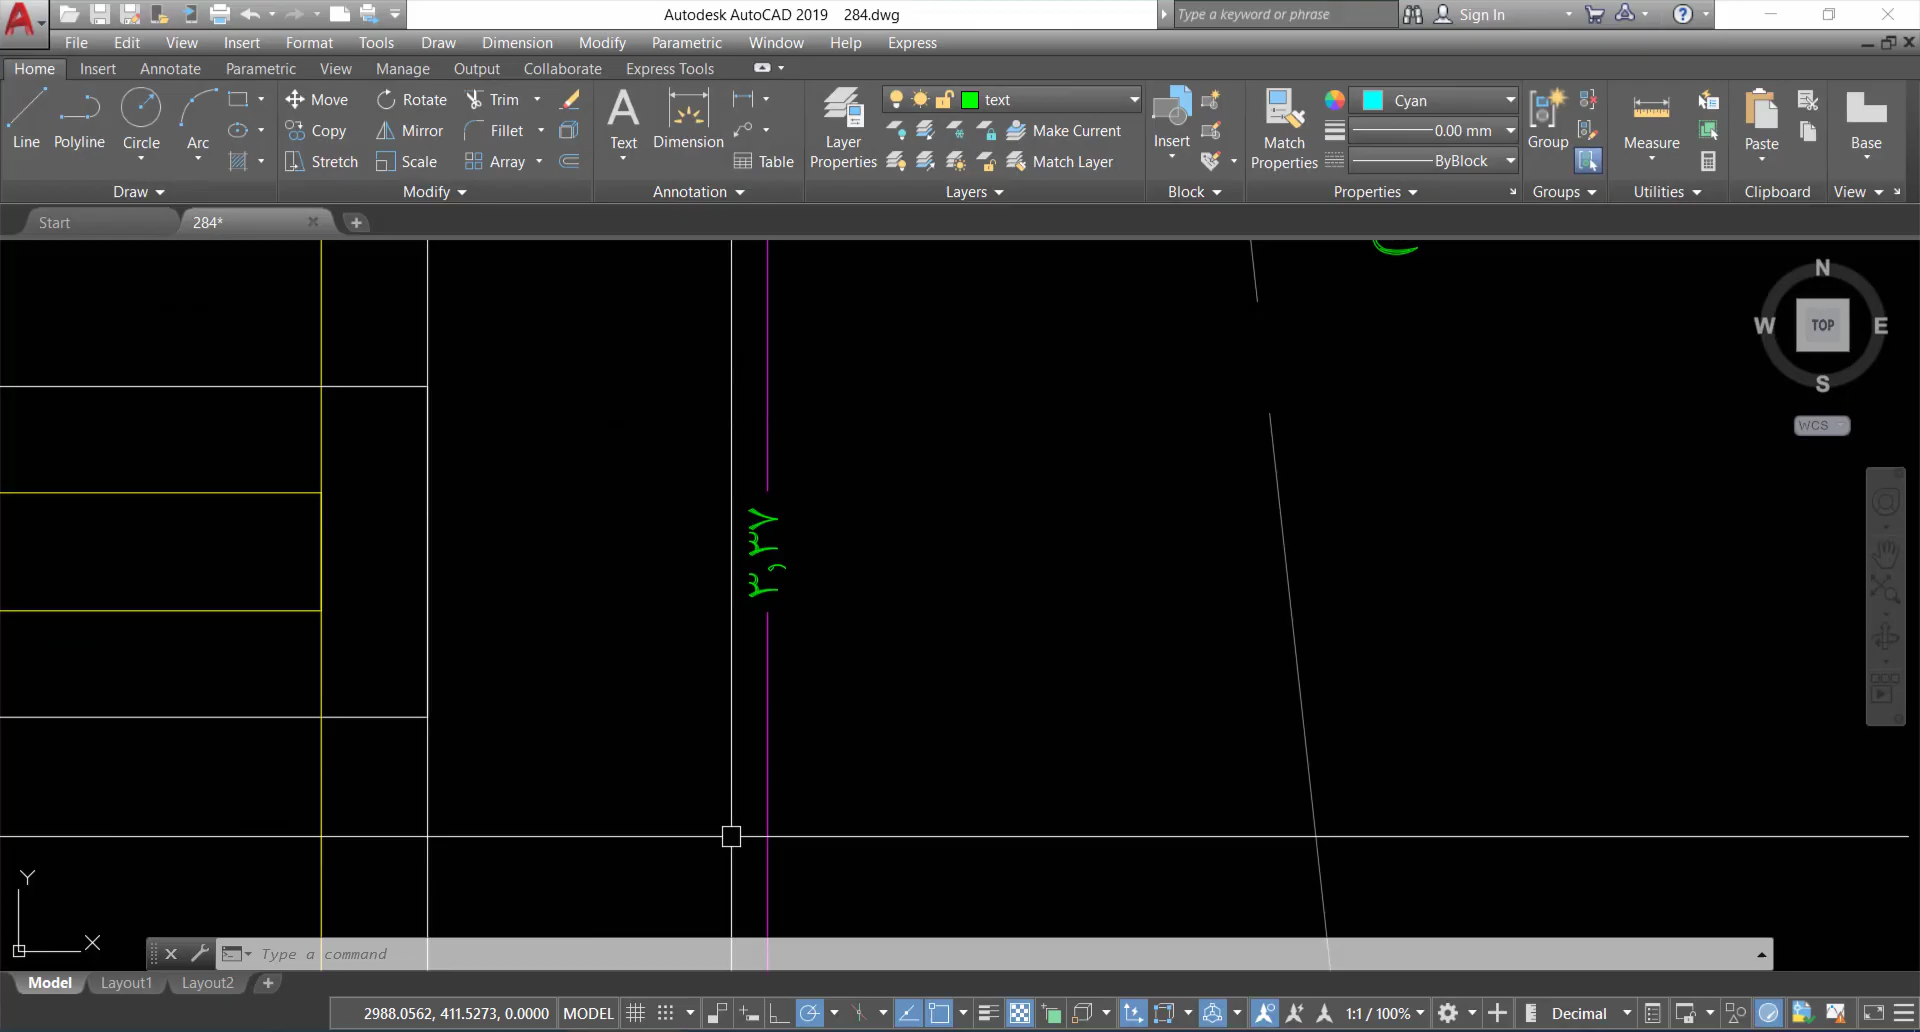 Autodesk AutoCAD 2019 284.dwg
Type a keyword or phrase
Sign In
File Edit View Insert Format Tools Draw Dimension Modify Parametric Window Help Express
Home Insert Annotate Parametric View Manage Output Collaborate Express Tools
Line Polyline Circle Arc
Move Rotate Trim
Copy Mirror Fillet
Stretch Scale Array
Text Dimension Table
Layer Properties
text
Make Current
Match Layer
Insert
Match Properties
Cyan
0.00 mm
ByBlock
Group Measure Paste Base
Draw Modify Annotation Layers Block Properties Groups Utilities Clipboard View
Start 284*
N
W TOP E
S
WCS
۳,۳۷
Y
X
Type a command
Model Layout1 Layout2
2988.0562, 411.5273, 0.0000 MODEL 1:1 / 100% Decimal